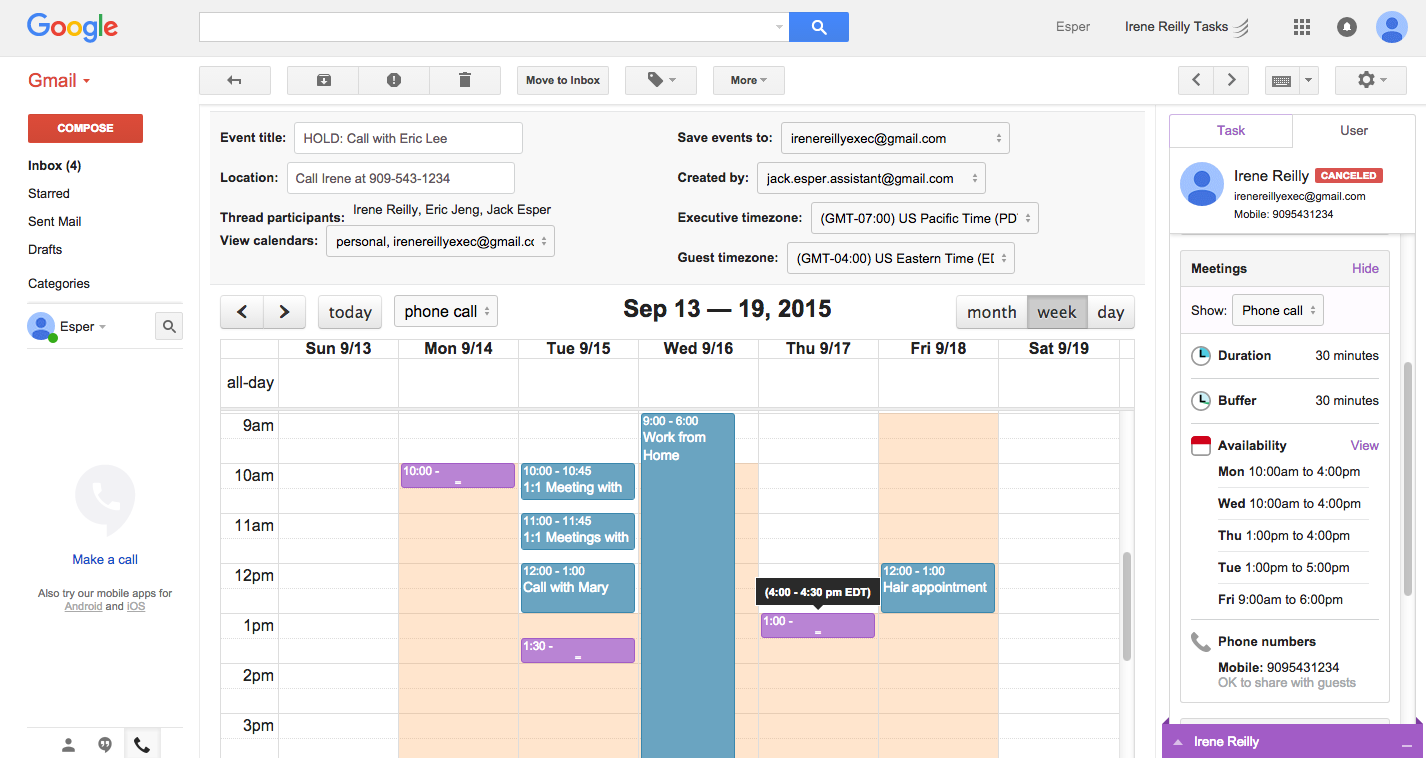 Google
Esper
Irene Reilly Tasks
Gmail
Move to Inbox
More
COMPOSE
Inbox (4)
Starred
Sent Mail
Drafts
Categories
Esper
Make a call
Also try our mobile apps for
Android and iOS
Event title: HOLD: Call with Eric Lee
Location: Call Irene at 909-543-1234
Thread participants: Irene Reilly, Eric Jeng, Jack Esper
View calendars: personal, irenereillyexec@gmail.cc
Save events to: irenereillyexec@gmail.com
Created by: jack.esper.assistant@gmail.com
Executive timezone: (GMT-07:00) US Pacific Time (PD
Guest timezone: (GMT-04:00) US Eastern Time (ED
today
phone call
Sep 13 — 19, 2015
month week day
Sun 9/13 Mon 9/14 Tue 9/15 Wed 9/16 Thu 9/17 Fri 9/18 Sat 9/19
all-day
9am
9:00 - 6:00
Work from
Home
10am
10:00 -
10:00 - 10:45
1:1 Meeting with
11am
11:00 - 11:45
1:1 Meetings with
12pm
12:00 - 1:00
Call with Mary
(4:00 - 4:30 pm EDT)
12:00 - 1:00
Hair appointment
1pm
1:30 -
1:00 -
2pm
3pm
Task
User
Irene Reilly CANCELED
irenereillyexec@gmail.com
Mobile: 9095431234
Meetings Hide
Show: Phone call
Duration 30 minutes
Buffer 30 minutes
Availability View
Mon 10:00am to 4:00pm
Wed 10:00am to 4:00pm
Thu 1:00pm to 4:00pm
Tue 1:00pm to 5:00pm
Fri 9:00am to 6:00pm
Phone numbers
Mobile: 9095431234
OK to share with guests
Irene Reilly